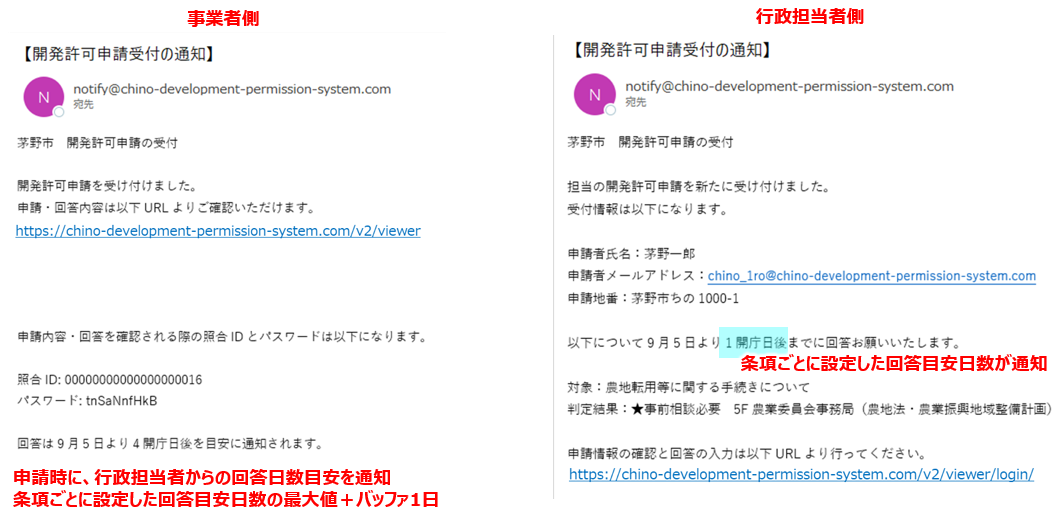 事業者側
【開発許可申請受付の通知】
N
notify@chino-development-permission-system.com
宛先
茅野市　開発許可申請の受付
開発許可申請を受け付けました。
申請・回答内容は以下 URL よりご確認いただけます。
https://chino-development-permission-system.com/v2/viewer
申請内容・回答を確認される際の照合 ID とパスワードは以下になります。
照合 ID: 00000000000000000016
パスワード: tnSaNnfHkB
回答は 9 月 5 日より 4 開庁日後を目安に通知されます。
申請時に、行政担当者からの回答日数目安を通知
条項ごとに設定した回答目安日数の最大値＋バッファ1日
行政担当者側
【開発許可申請受付の通知】
N
notify@chino-development-permission-system.com
宛先
茅野市　開発許可申請の受付
担当の開発許可申請を新たに受け付けました。
受付情報は以下になります。
申請者氏名：茅野一郎
申請者メールアドレス：chino_1ro@chino-development-permission-system.com
申請地番：茅野市ちの 1000-1
以下について 9 月 5 日より 1 開庁日後までに回答お願いいたします。
条項ごとに設定した回答目安日数が通知
対象：農地転用等に関する手続きについて
判定結果：★事前相談必要　5F 農業委員会事務局（農地法・農業振興地域整備計画）
申請情報の確認と回答の入力は以下 URL より行ってください。
https://chino-development-permission-system.com/v2/viewer/login/